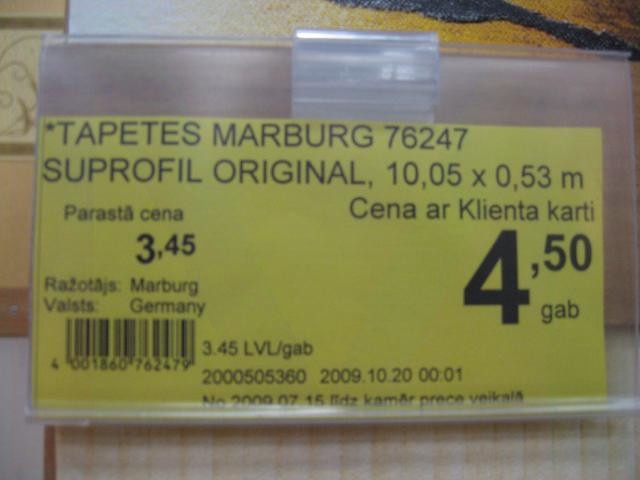 *TAPETES MARBURG 76247
SUPROFIL ORIGINAL, 10,05 x 0,53 m
Parastā cena
3,45
Cena ar Klienta karti
4,50
gab
Ražotājs: Marburg
Valsts: Germany
4 001860 762479
3.45 LVL/gab
2000505360 2009.10.20 00:01
No 2009.07.15 līdz kamēr prece veikalā